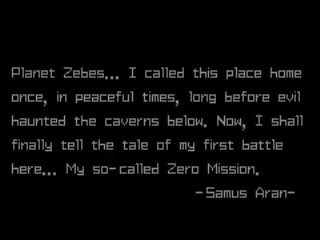 Planet Zebes... I called this place home
once, in peaceful times, long before evil
haunted the caverns below. Now, I shall
finally tell the tale of my first battle
here... My so-called Zero Mission.
-Samus Aran-